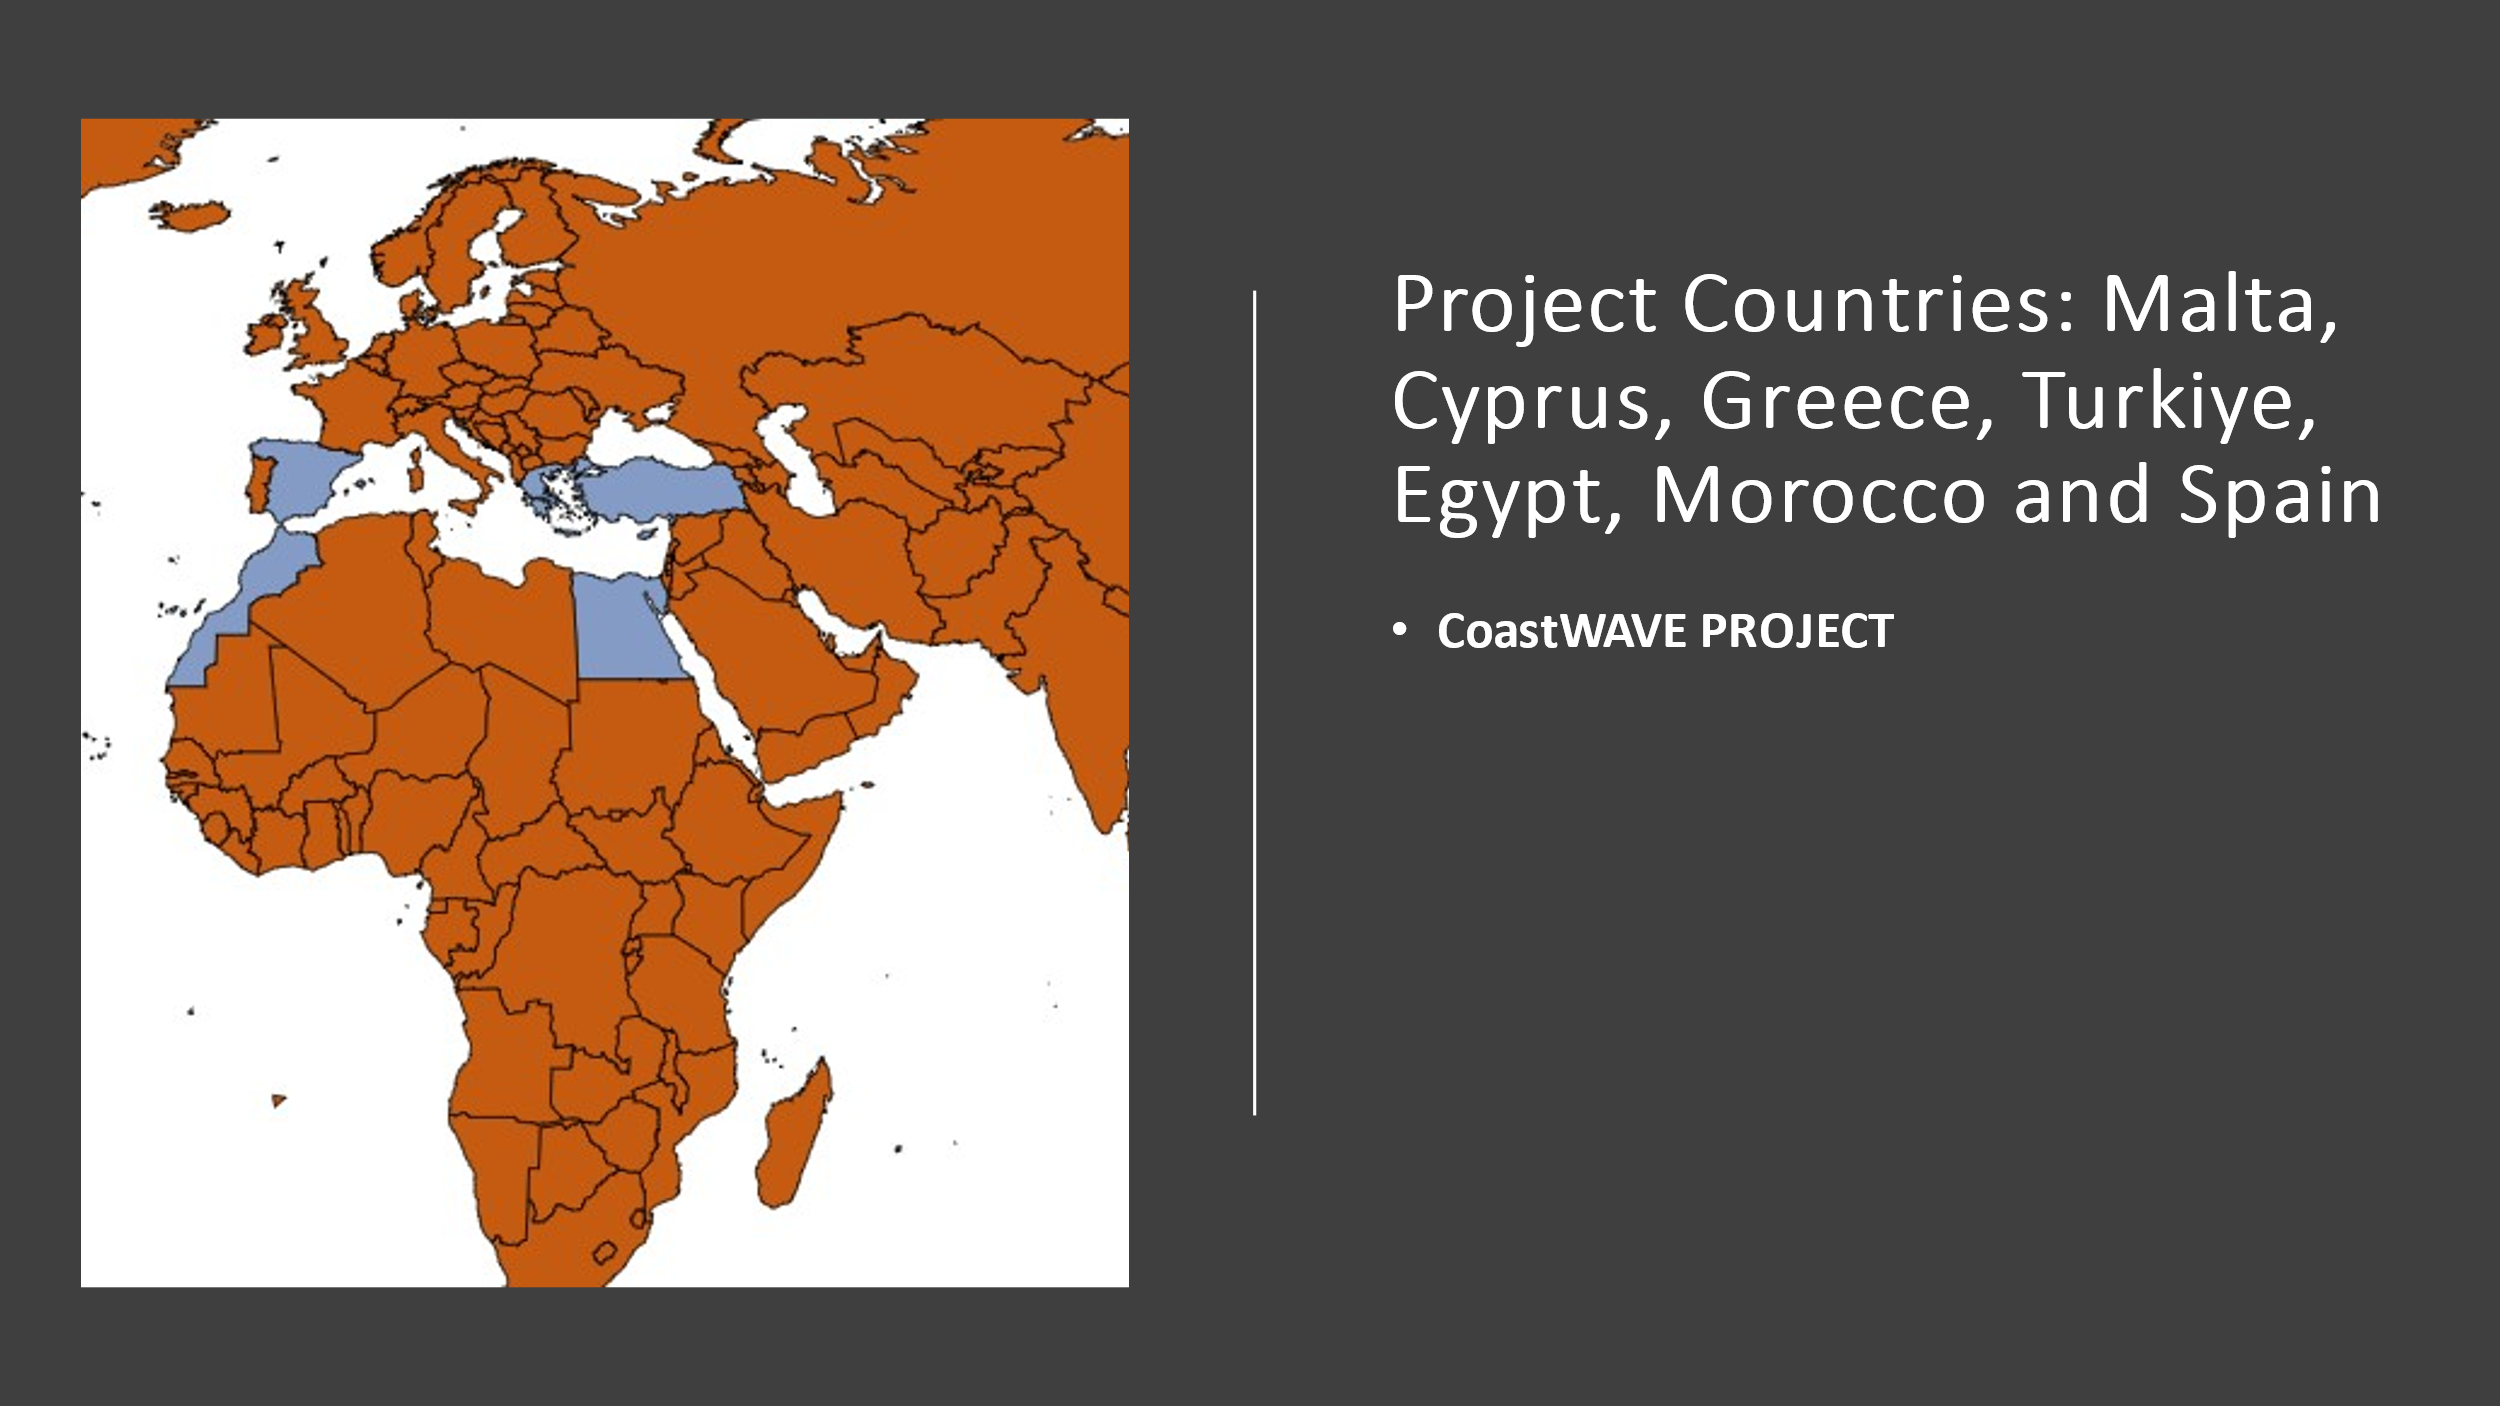 Project Countries: Malta,
Cyprus, Greece, Turkiye,
Egypt, Morocco and Spain
• CoastWAVE PROJECT